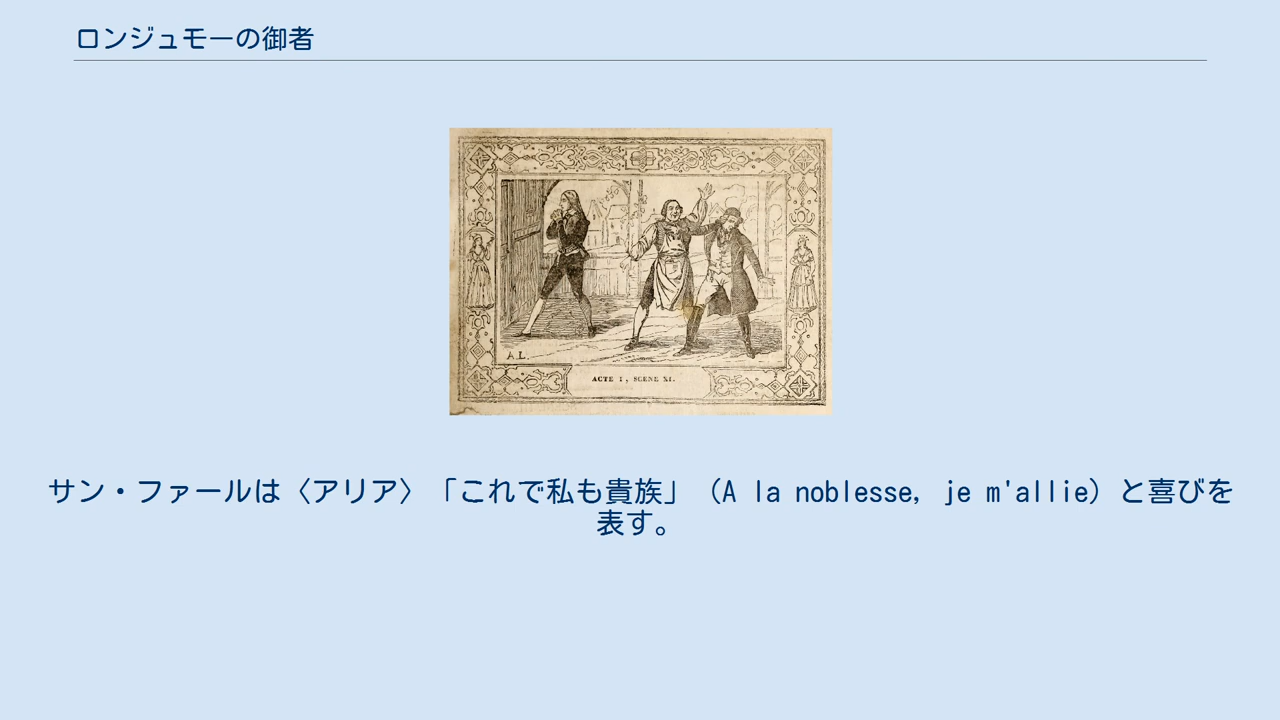 ロンジュモーの御者
A.L.
ACTE I, SCÈNE XI.
サン・ファールは〈アリア〉「これで私も貴族」（A la noblesse, je m'allie）と喜びを
表す。